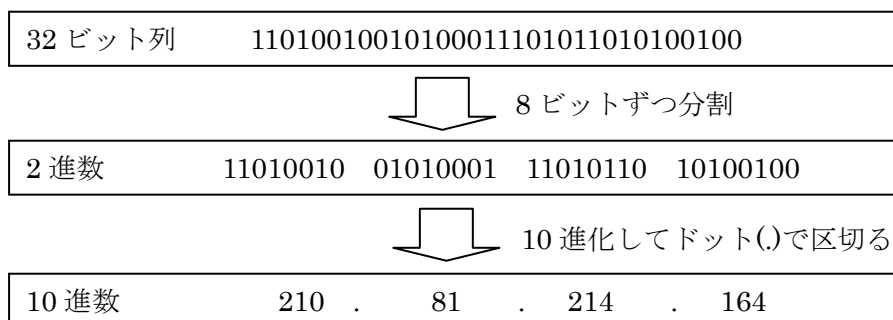 32 ビット列 11010010010100011101011010100100
8 ビットずつ分割
2 進数 11010010 01010001 11010110 10100100
10 進化してドット(.)で区切る
10 進数 210 . 81 . 214 . 164